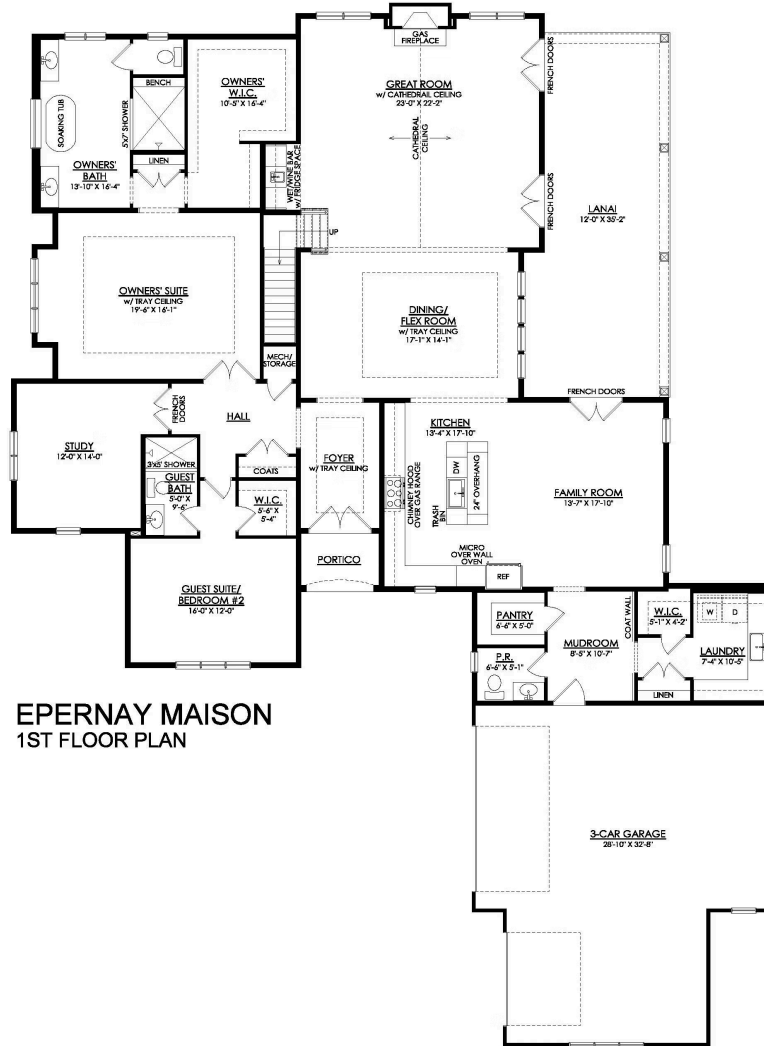 GAS
FIREPLACE
GREAT ROOM
w/ CATHEDRAL CEILING
23'-0" X 22'-2"
CATHEDRAL
CEILING
FRENCH DOORS
FRENCH DOORS
BENCH
5'X7' SHOWER
SOAKING TUB
LINEN
OWNERS'
BATH
13'-10" X 16'-4"
OWNERS'
W.I.C.
10'-5" X 16'-4"
WET/WINE BAR
w/ FRIDGE SPACE
UP
LANAI
12'-0" X 35'-2"
OWNERS' SUITE
w/ TRAY CEILING
19'-6" X 16'-1"
DINING/
FLEX ROOM
w/ TRAY CEILING
17'-1" X 14'-1"
MECH/
STORAGE
FRENCH DOORS
FRENCH
DOORS
HALL
STUDY
12'-0" X 14'-0"
3'X5' SHOWER
GUEST
BATH
5'-0" X
9'-6"
COATS
W.I.C.
5'-6" X
5'-4"
FOYER
w/ TRAY CEILING
KITCHEN
13'-4" X 17'-10"
CHIMNEY HOOD
OVER GAS RANGE
DW
24" OVERHANG
TRASH
BIN
FAMILY ROOM
13'-7" X 17'-10"
MICRO
OVER WALL
OVEN
REF
PORTICO
GUEST SUITE/
BEDROOM #2
16'-0" X 12'-0"
PANTRY
6'-6" X 5'-0"
COAT WALL
W.I.C.
5'-1" X 4'-2"
W
D
MUDROOM
8'-5" X 10'-7"
LAUNDRY
7'-4" X 10'-5"
P.R.
6'-6" X 5'-1"
LINEN
EPERNAY MAISON
1ST FLOOR PLAN
3-CAR GARAGE
28'-10" X 32'-8"